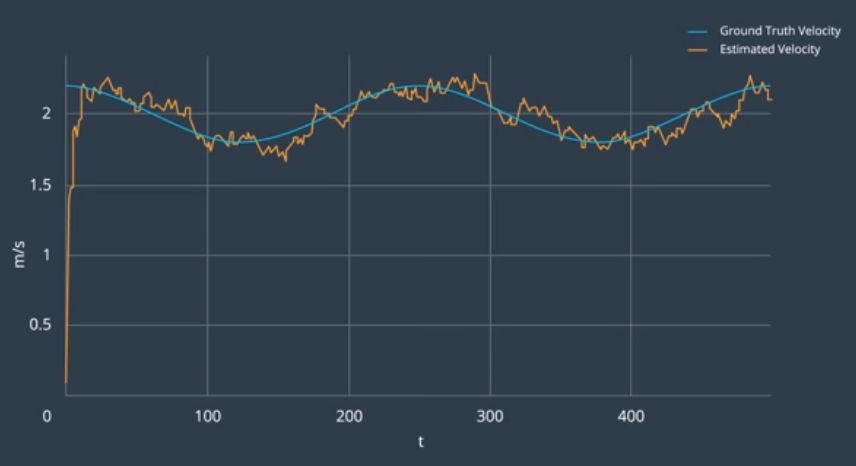 Ground Truth Velocity
Estimated Velocity
2
1.5
m/s
1
0.5
0 100 200 300 400
t